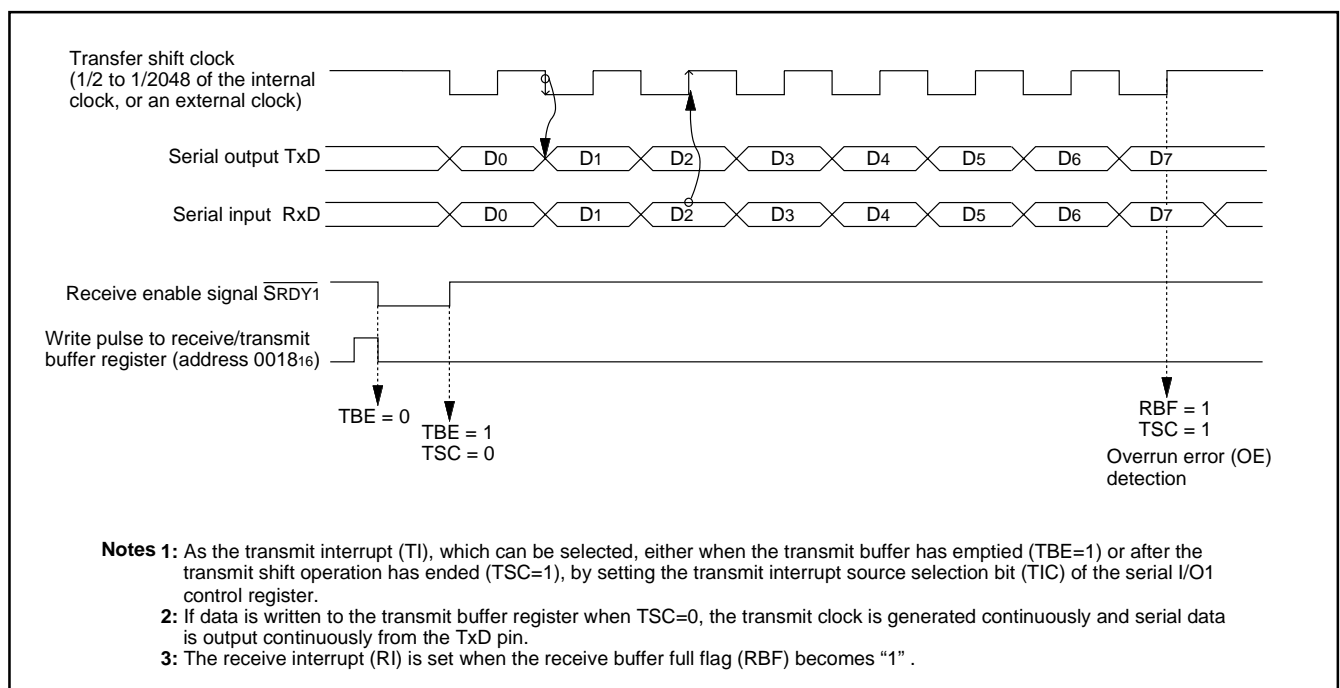 Transfer shift clock
(1/2 to 1/2048 of the internal
clock, or an external clock)
Serial output TxD
D0 D1 D2 D3 D4 D5 D6 D7
Serial input RxD
D0 D1 D2 D3 D4 D5 D6 D7
Receive enable signal S̅R̅D̅Y̅1̅
Write pulse to receive/transmit
buffer register (address 001816)
TBE = 0
TBE = 1
TSC = 0
RBF = 1
TSC = 1
Overrun error (OE)
detection
Notes 1: As the transmit interrupt (TI), which can be selected, either when the transmit buffer has emptied (TBE=1) or after the
transmit shift operation has ended (TSC=1), by setting the transmit interrupt source selection bit (TIC) of the serial I/O1
control register.
2: If data is written to the transmit buffer register when TSC=0, the transmit clock is generated continuously and serial data
is output continuously from the TxD pin.
3: The receive interrupt (RI) is set when the receive buffer full flag (RBF) becomes “1” .